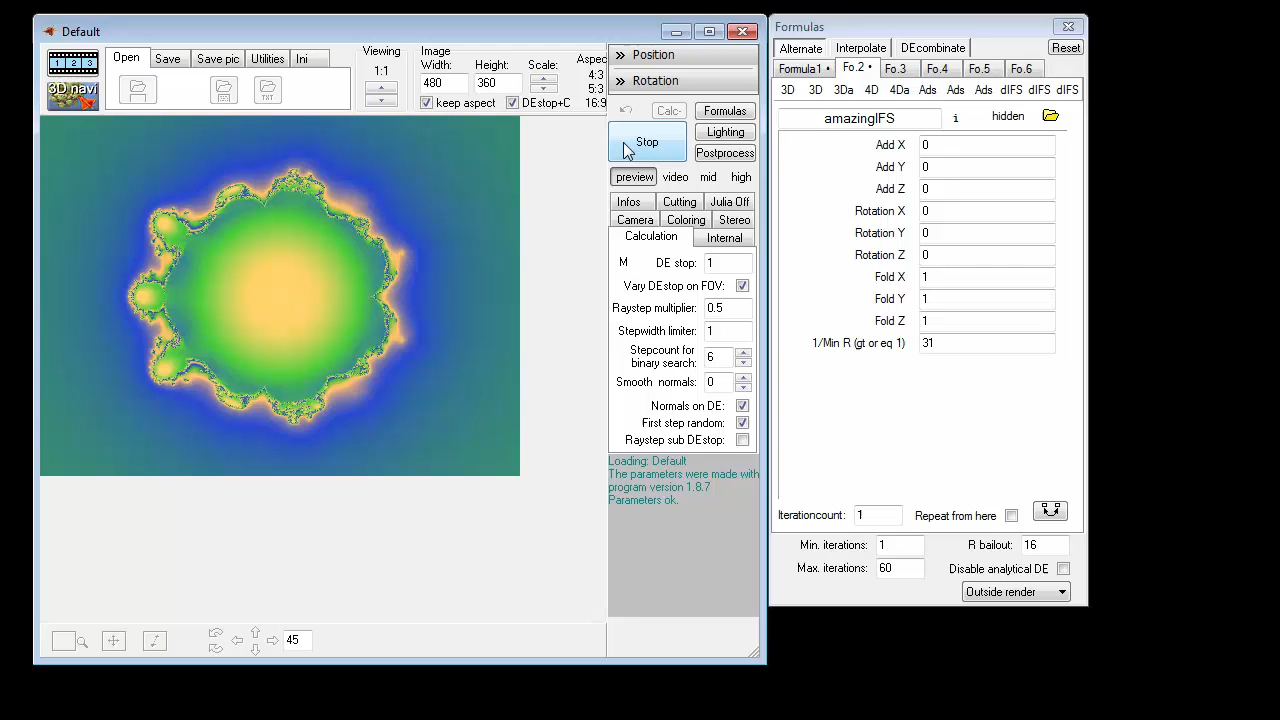 Default
1 2 3
3D navi
Open Save Save pic Utilities Ini
TXT
Viewing
1:1
Image
Width: Height: Scale: Aspec
480 360 4:3
5:3
keep aspect DEstop+C 16:9
Position
Rotation
Calc- Formulas
Stop Lighting
Postprocess
preview video mid high
Infos Cutting Julia Off
Camera Coloring Stereo
Calculation Internal
M DE stop: 1
Vary DEstop on FOV:
Raystep multiplier: 0.5
Stepwidth limiter: 1
Stepcount for
binary search: 6
Smooth normals: 0
Normals on DE:
First step random:
Raystep sub DEstop:
Loading: Default
The parameters were made with
program version 1.8.7
Parameters ok.
45
Formulas
Alternate Interpolate DEcombinate Reset
Formula1 • Fo.2 • Fo.3 Fo.4 Fo.5 Fo.6
3D 3D 3Da 4D 4Da Ads Ads Ads dIFS dIFS dIFS
amazingIFS i hidden
Add X 0
Add Y 0
Add Z 0
Rotation X 0
Rotation Y 0
Rotation Z 0
Fold X 1
Fold Y 1
Fold Z 1
1/Min R (gt or eq 1) 31
Iterationcount: 1 Repeat from here
Min. iterations: 1 R bailout: 16
Max. iterations: 60 Disable analytical DE
Outside render